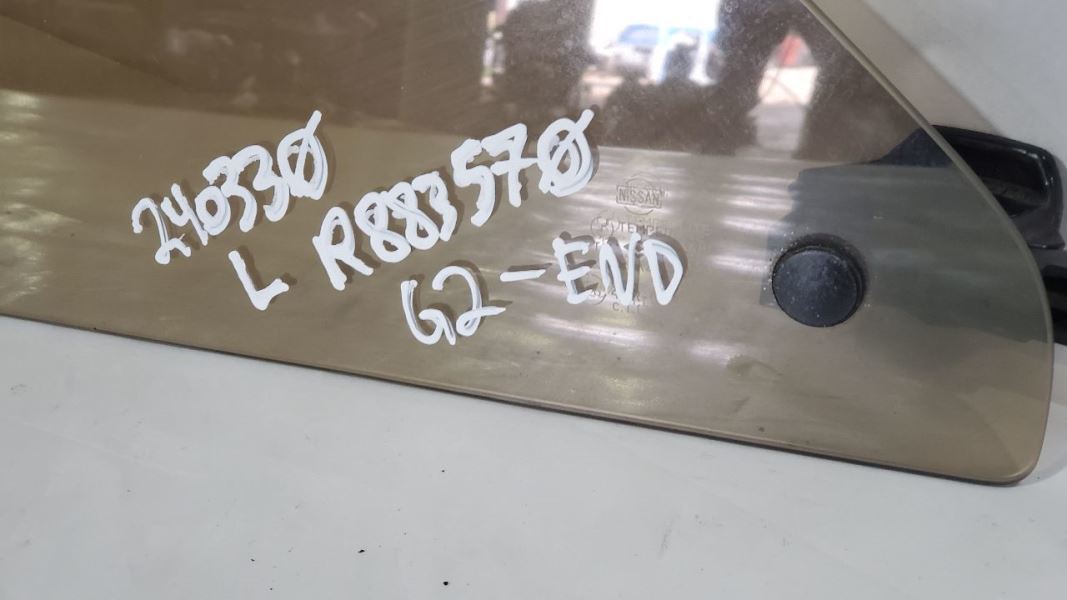 24033Ø
L R883570
G2-END
NISSAN